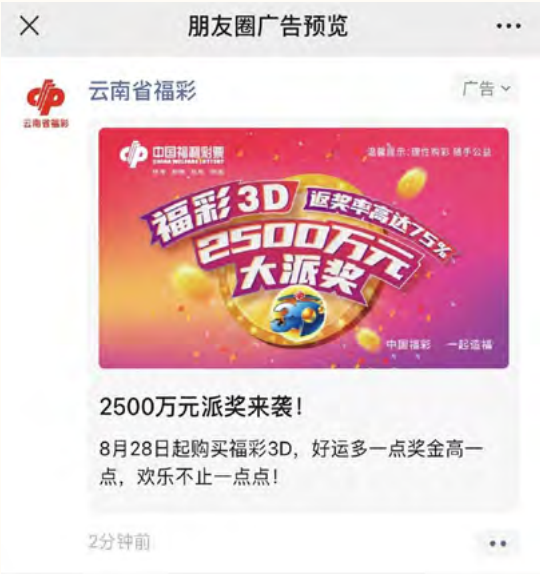 朋友圈广告预览
云南省福彩
广告
云南省福彩
中国福利彩票
CHINA WELFARE LOTTERY
温馨提示:理性购彩 随手公益
福彩3D
返奖率高达75%
2500万元
大派奖
中国福彩 一起造福
2500万元派奖来袭!
8月28日起购买福彩3D，好运多一点奖金高一
点，欢乐不止一点点!
2分钟前